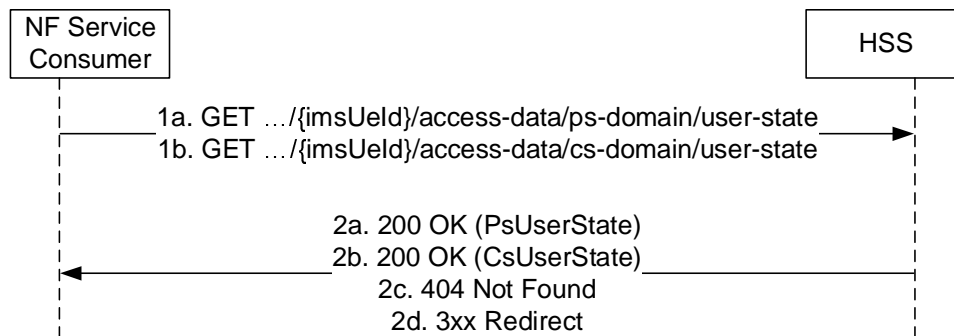 NF Service
Consumer
HSS
1a. GET …/{imsUeId}/access-data/ps-domain/user-state
1b. GET …/{imsUeId}/access-data/cs-domain/user-state
2a. 200 OK (PsUserState)
2b. 200 OK (CsUserState)
2c. 404 Not Found
2d. 3xx Redirect